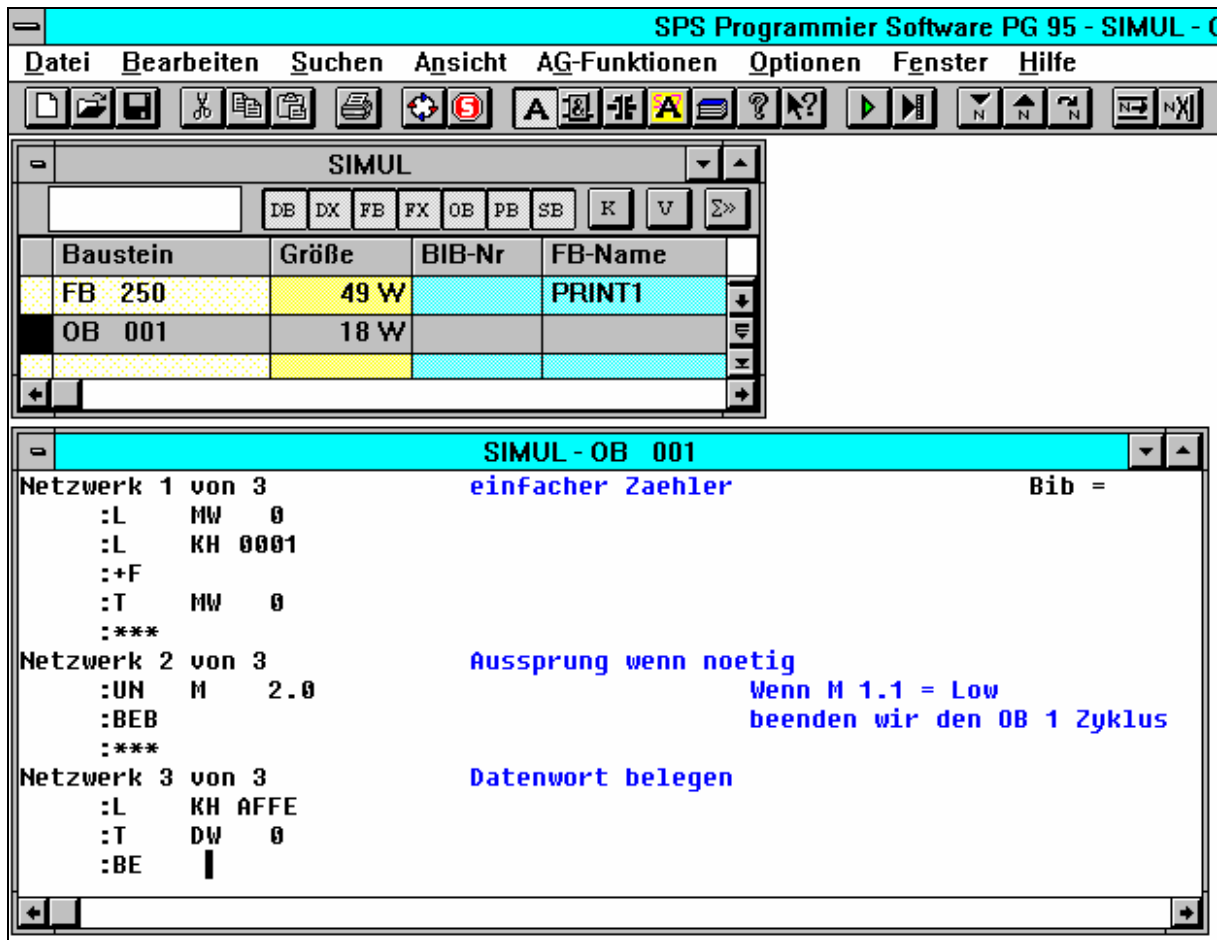 SPS Programmier Software PG 95 - SIMUL -
Datei Bearbeiten Suchen Ansicht AG-Funktionen Optionen Fenster Hilfe
SIMUL
DB DX FB FX OB PB SB K V Σ»
Baustein Größe BIB-Nr FB-Name
FB 250 49 W PRINT1
OB 001 18 W
SIMUL - OB 001
Netzwerk 1 von 3 einfacher Zaehler Bib =
:L MW 0
:L KH 0001
:+F
:T MW 0
:***
Netzwerk 2 von 3 Aussprung wenn noetig
:UN M 2.0 Wenn M 1.1 = Low
:BEB beenden wir den OB 1 Zyklus
:***
Netzwerk 3 von 3 Datenwort belegen
:L KH AFFE
:T DW 0
:BE